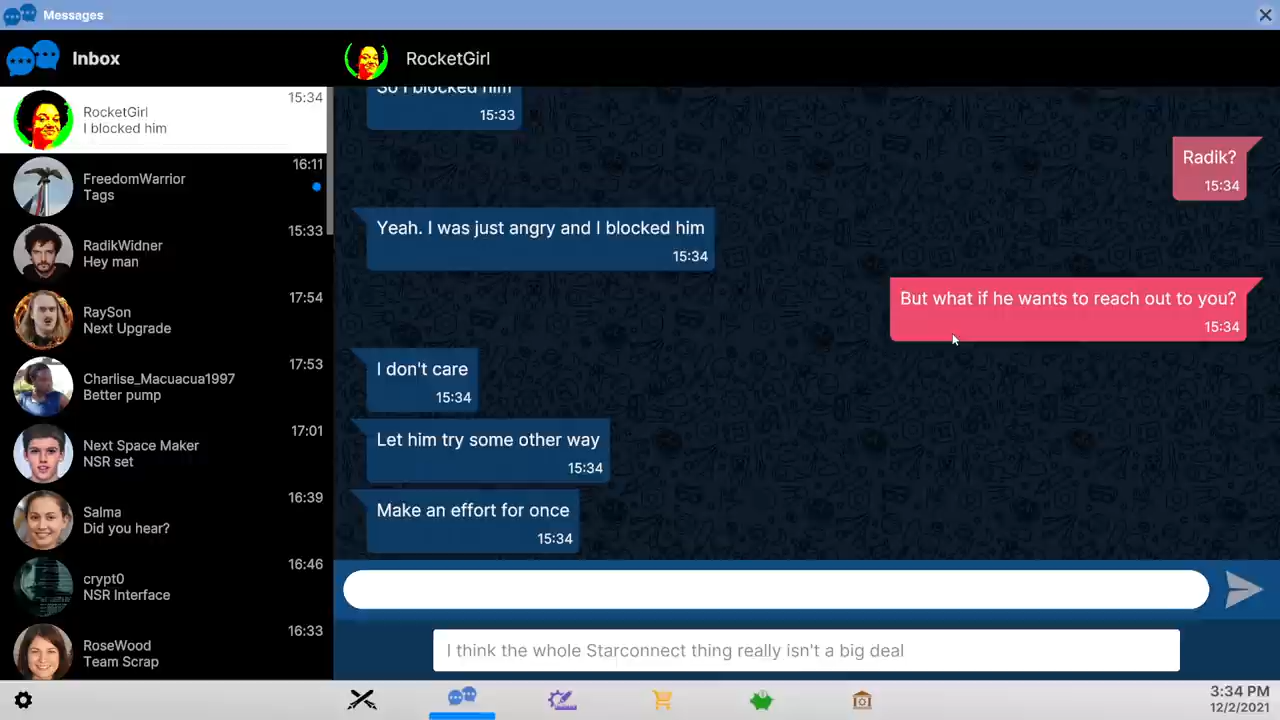 Messages
Inbox
RocketGirl
15:34
RocketGirl
I blocked him
16:11
FreedomWarrior
Tags
15:33
RadikWidner
Hey man
17:54
RaySon
Next Upgrade
17:53
Charlise_Macuacua1997
Better pump
17:01
Next Space Maker
NSR set
16:39
Salma
Did you hear?
16:46
crypt0
NSR Interface
16:33
RoseWood
Team Scrap
So I blocked him
15:33
Radik?
15:34
Yeah. I was just angry and I blocked him
15:34
But what if he wants to reach out to you?
15:34
I don't care
15:34
Let him try some other way
15:34
Make an effort for once
15:34
I think the whole Starconnect thing really isn't a big deal
3:34 PM
12/2/2021